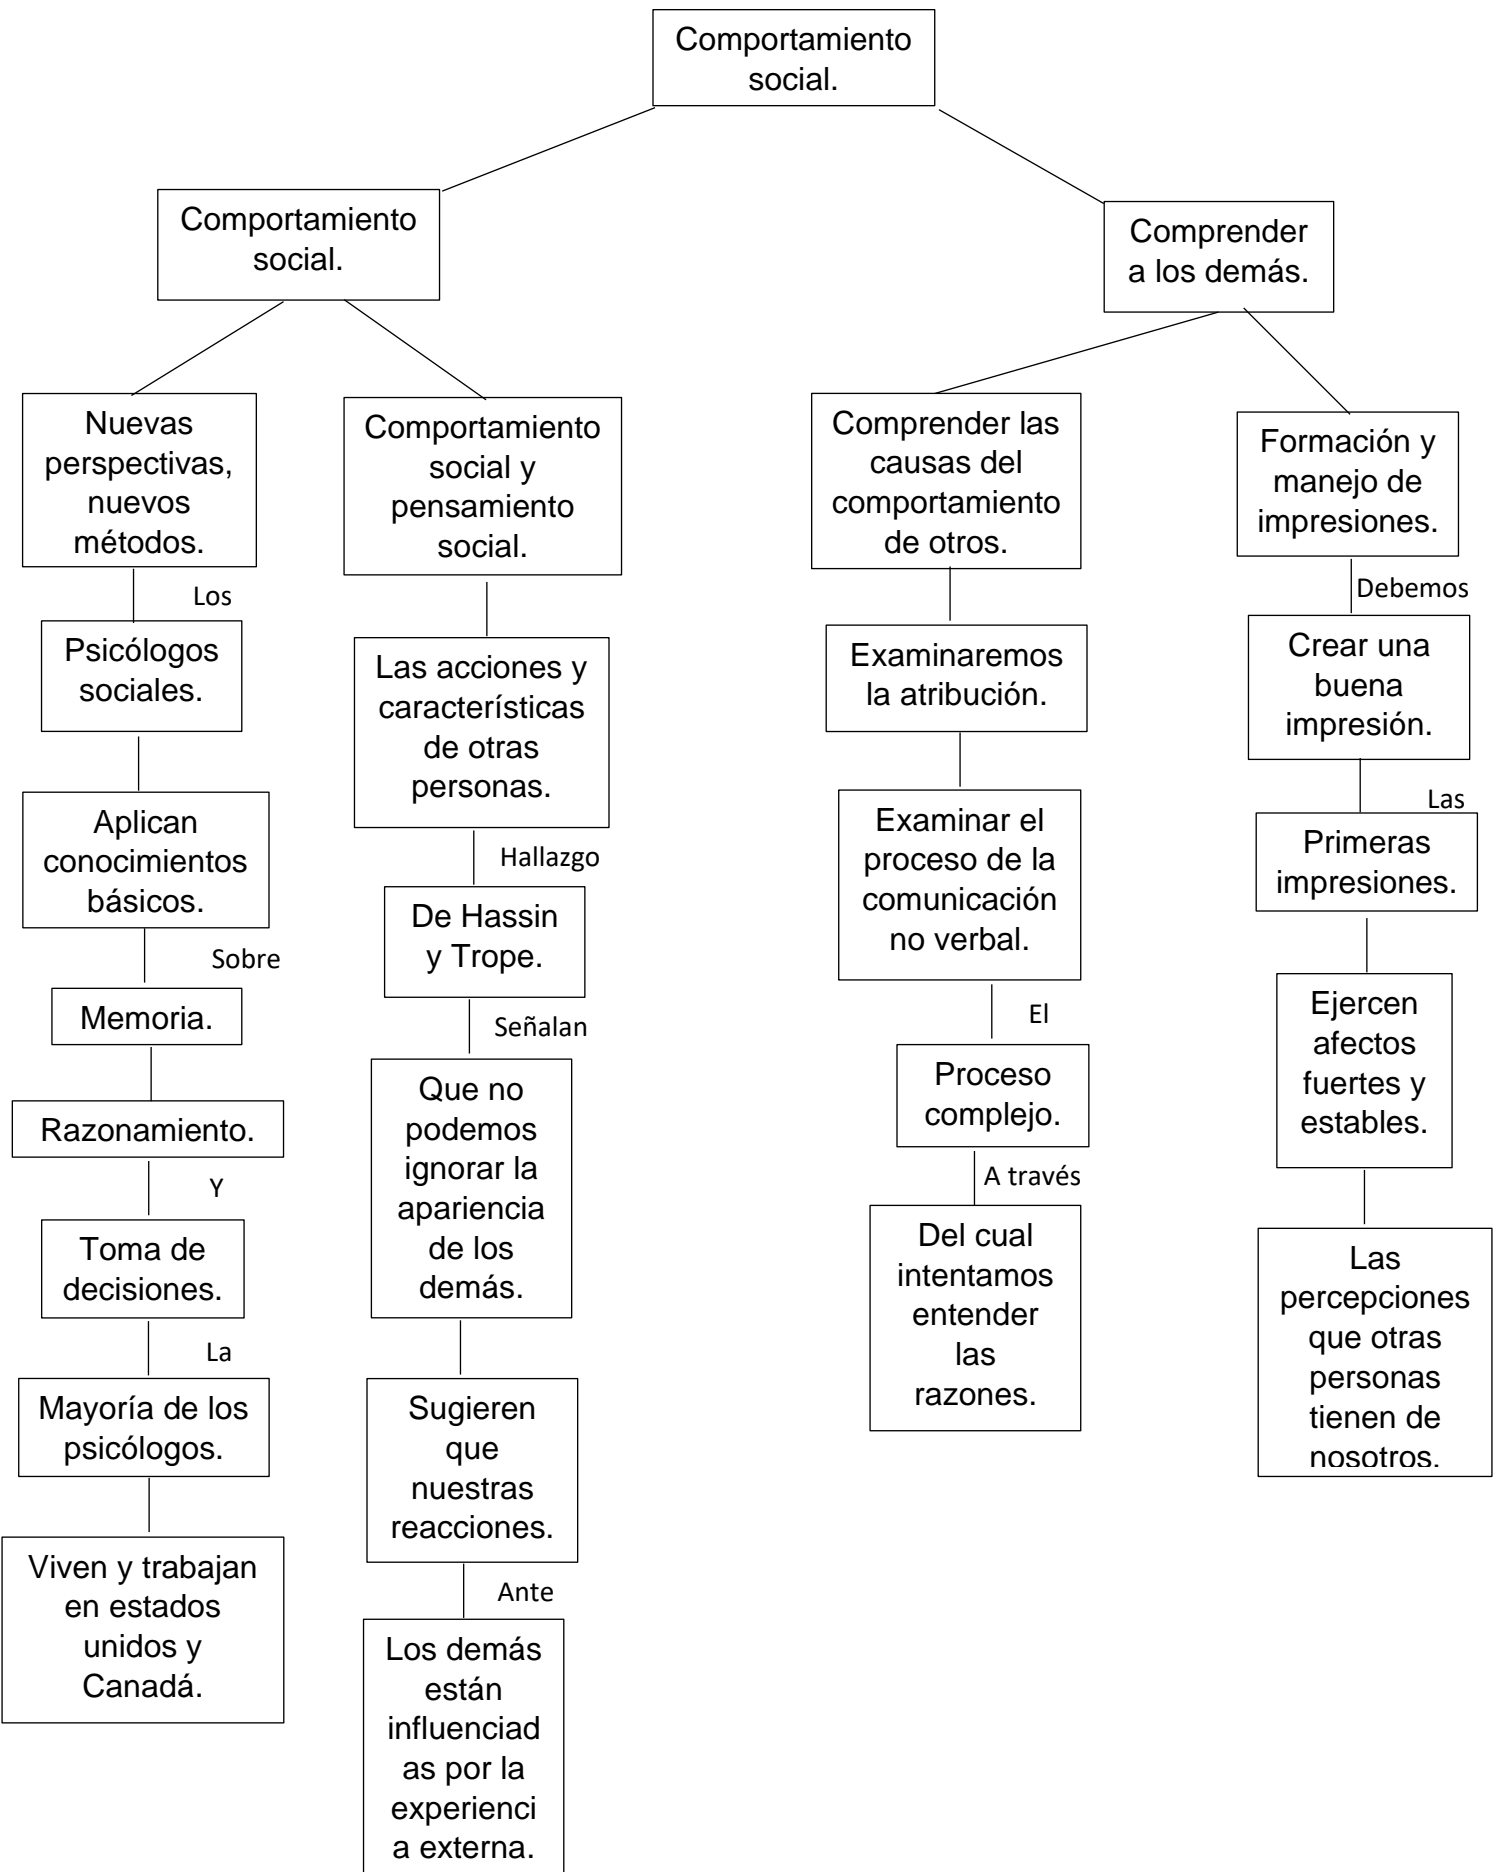 Comportamiento
social.
Comportamiento
social.
Nuevas
perspectivas,
nuevos
métodos.
Los
Psicólogos
sociales.
Aplican
conocimientos
básicos.
Sobre
Memoria.
Razonamiento.
Y
Toma de
decisiones.
La
Mayoría de los
psicólogos.
Viven y trabajan
en estados
unidos y
Canadá.
Comportamiento
social y
pensamiento
social.
Las acciones y
características
de otras
personas.
Hallazgo
De Hassin
y Trope.
Señalan
Que no
podemos
ignorar la
apariencia
de los
demás.
Sugieren
que
nuestras
reacciones.
Ante
Los demás
están
influenciad
as por la
experienci
a externa.
Comprender
a los demás.
Comprender las
causas del
comportamiento
de otros.
Examinaremos
la atribución.
Examinar el
proceso de la
comunicación
no verbal.
El
Proceso
complejo.
A través
Del cual
intentamos
entender
las
razones.
Formación y
manejo de
impresiones.
Debemos
Crear una
buena
impresión.
Las
Primeras
impresiones.
Ejercen
afectos
fuertes y
estables.
Las
percepciones
que otras
personas
tienen de
nosotros.